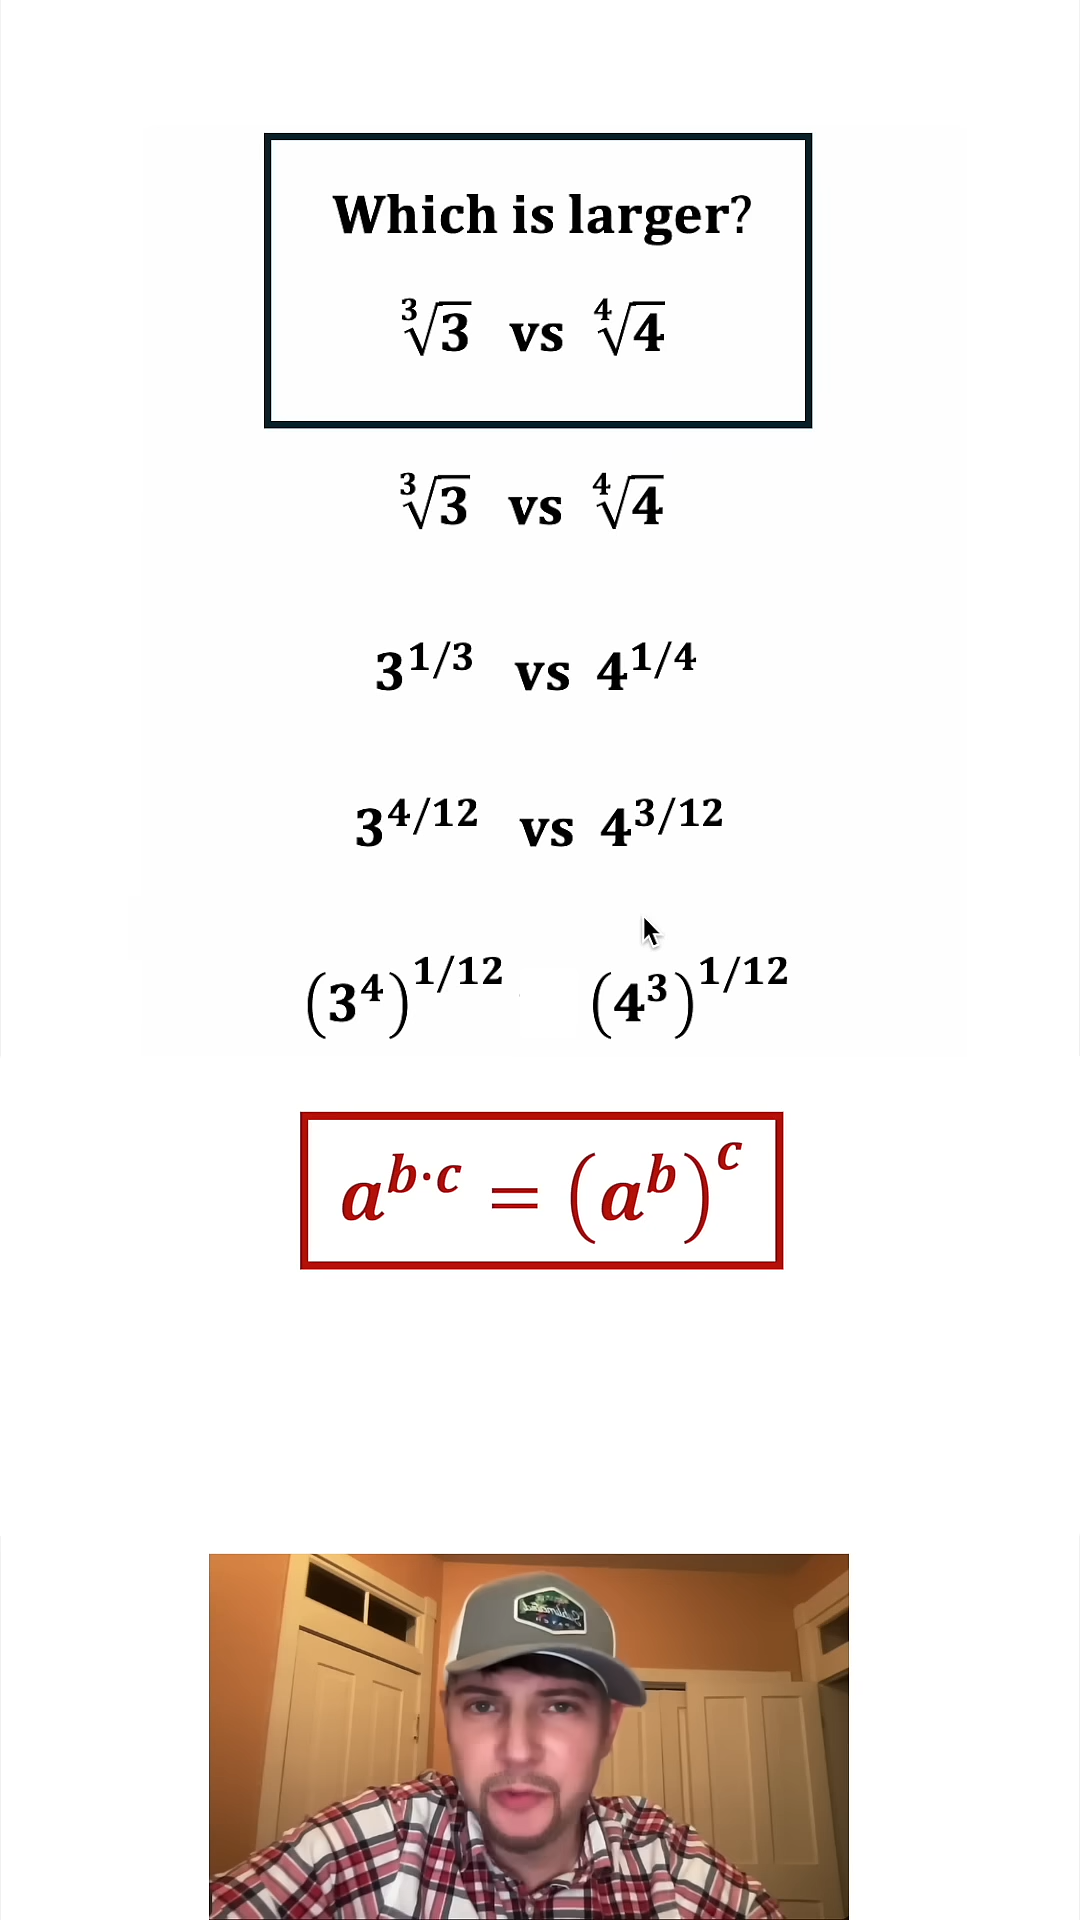 Which is larger?
∛3 vs ∜4
∛3 vs ∜4
3^{1/3} vs 4^{1/4}
3^{4/12} vs 4^{3/12}
(3^4)^{1/12} (4^3)^{1/12}
a^{b·c} = (a^b)^c